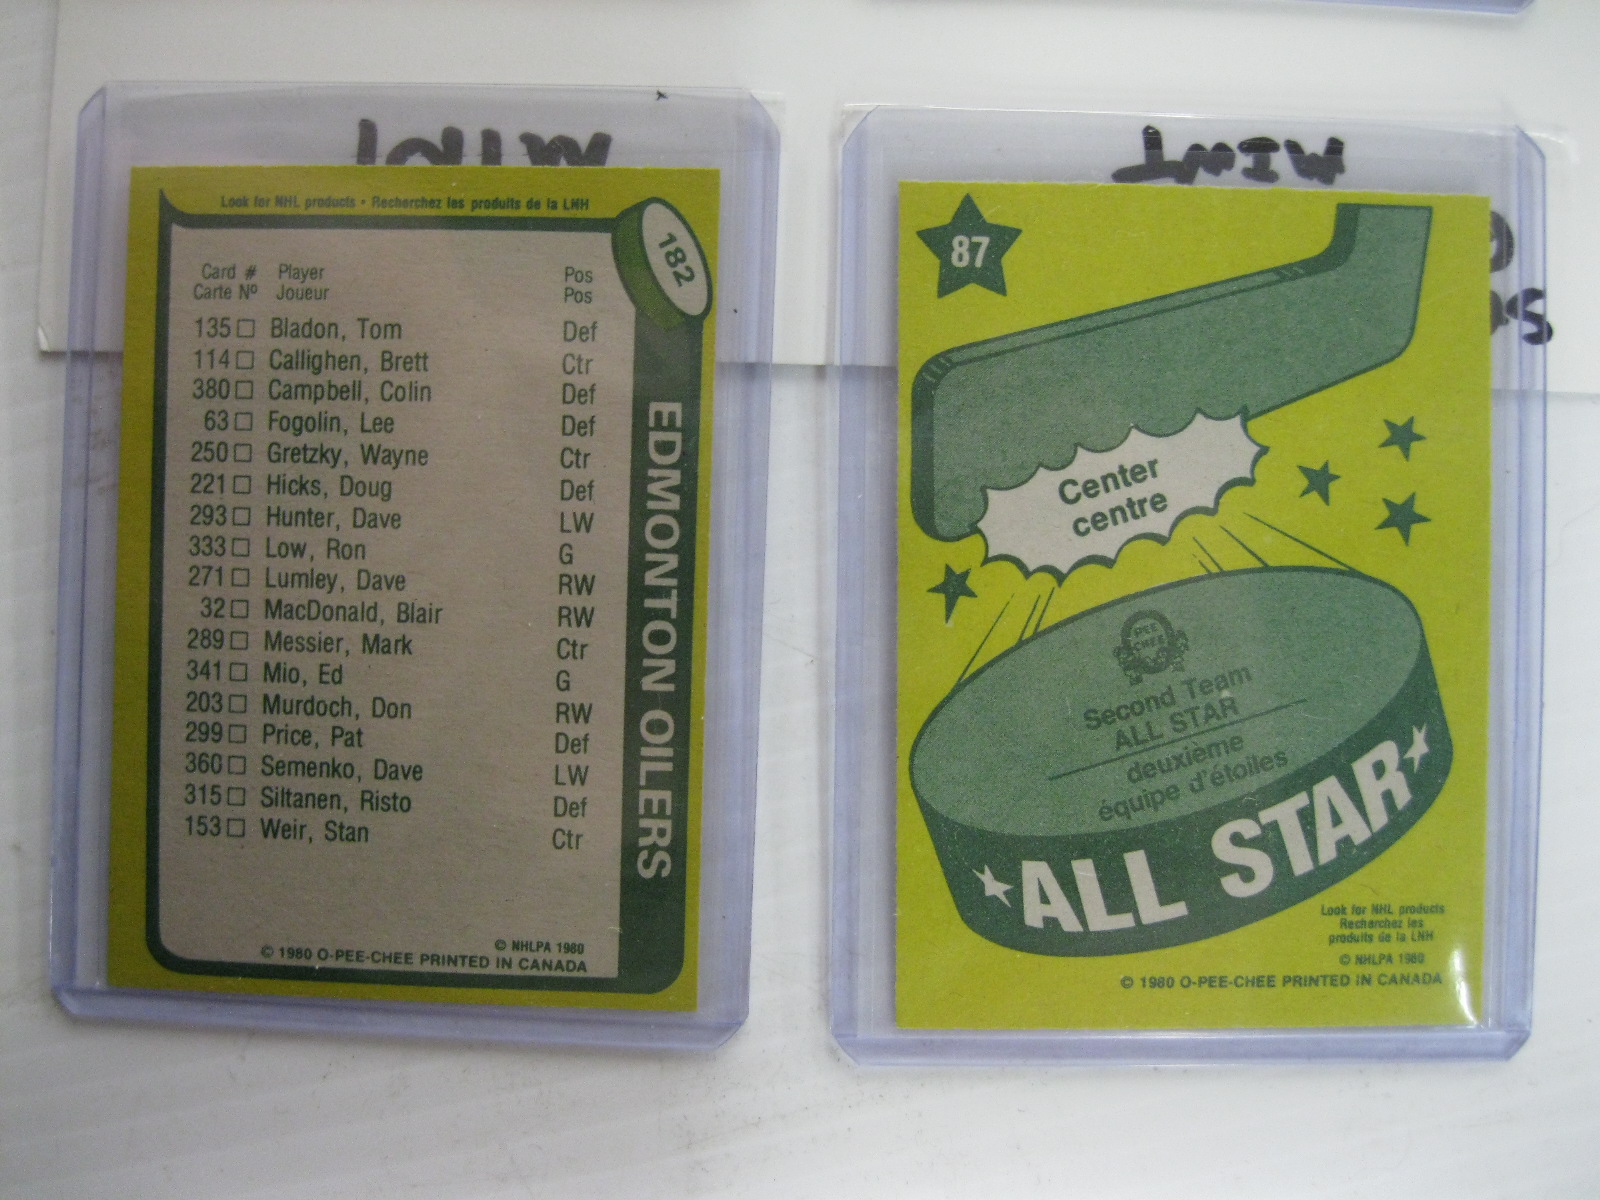 MINT
Look for NHL products • Recherchez les produits de la LNH
182
Card # Player Pos
Carte Nº Joueur Pos
135 Bladon, Tom Def
114 Callighen, Brett Ctr
380 Campbell, Colin Def
63 Fogolin, Lee Def
250 Gretzky, Wayne Ctr
221 Hicks, Doug Def
293 Hunter, Dave LW
333 Low, Ron G
271 Lumley, Dave RW
32 MacDonald, Blair RW
289 Messier, Mark Ctr
341 Mio, Ed G
203 Murdoch, Don RW
299 Price, Pat Def
360 Semenko, Dave LW
315 Siltanen, Risto Def
153 Weir, Stan Ctr
EDMONTON OILERS
© NHLPA 1980
© 1980 O-PEE-CHEE PRINTED IN CANADA
87
Center
centre
O
PEE
CHEE
Second Team
ALL STAR
deuxième
équipe d'étoiles
ALL STAR
Look for NHL products
Recherchez les
produits de la LNH
© NHLPA 1980
© 1980 O-PEE-CHEE PRINTED IN CANADA